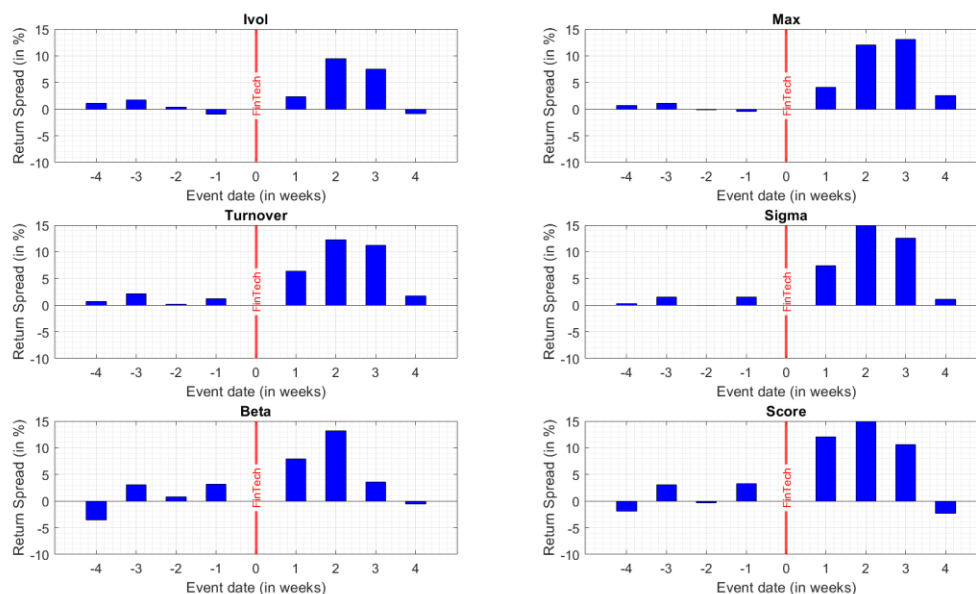 Ivol
Return Spread (in %)
15
10
5
0
-5
-10
FinTech
-4 -3 -2 -1 0 1 2 3 4
Event date (in weeks)
Max
Return Spread (in %)
15
10
5
0
-5
-10
FinTech
-4 -3 -2 -1 0 1 2 3 4
Event date (in weeks)
Turnover
Return Spread (in %)
15
10
5
0
-5
-10
FinTech
-4 -3 -2 -1 0 1 2 3 4
Event date (in weeks)
Sigma
Return Spread (in %)
15
10
5
0
-5
-10
FinTech
-4 -3 -2 -1 0 1 2 3 4
Event date (in weeks)
Beta
Return Spread (in %)
15
10
5
0
-5
-10
FinTech
-4 -3 -2 -1 0 1 2 3 4
Event date (in weeks)
Score
Return Spread (in %)
15
10
5
0
-5
-10
FinTech
-4 -3 -2 -1 0 1 2 3 4
Event date (in weeks)